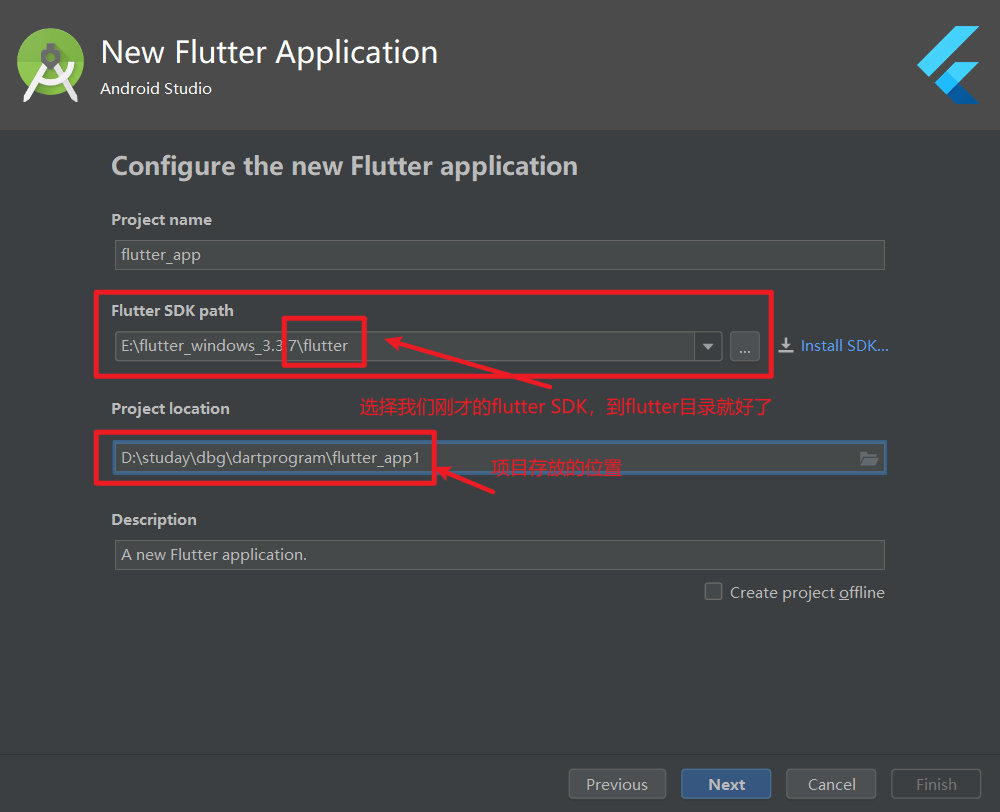 New Flutter Application
Android Studio
Configure the new Flutter application
Project name
flutter_app
Flutter SDK path
E:\flutter_windows_3.3.7\flutter
...
Install SDK...
选择我们刚才的flutter SDK，到flutter目录就好了
Project location
D:\studay\dbg\dartprogram\flutter_app1
项目存放的位置
Description
A new Flutter application.
Create project offline
Previous
Next
Cancel
Finish